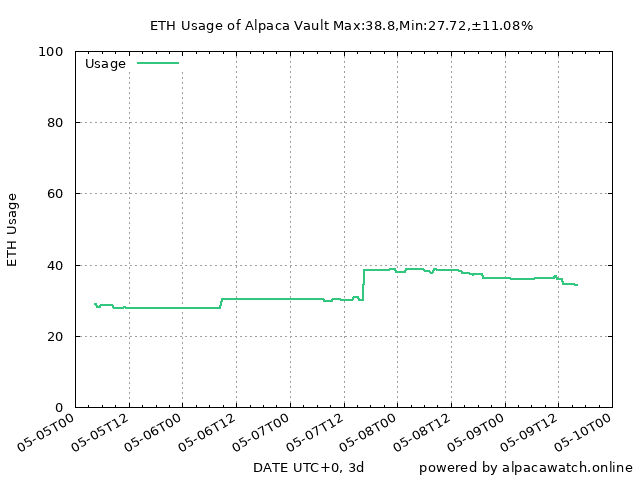 ETH Usage of Alpaca Vault Max:38.8,Min:27.72,±11.08%
100
Usage
80
60
ETH Usage
40
20
0
05-05T00
05-05T12
05-06T00
05-06T12
05-07T00
05-07T12
05-08T00
05-08T12
05-09T00
05-09T12
05-10T00
DATE UTC+0, 3d
powered by alpacawatch.online